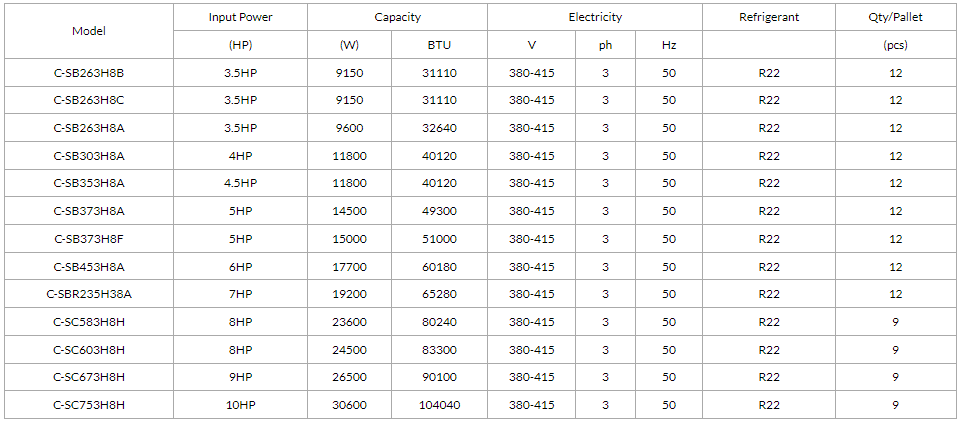 Model Input Power Capacity Electricity Refrigerant Qty/Pallet
(HP) (W) BTU V ph Hz (pcs)
C-SB263H8B 3.5HP 9150 31110 380-415 3 50 R22 12
C-SB263H8C 3.5HP 9150 31110 380-415 3 50 R22 12
C-SB263H8A 3.5HP 9600 32640 380-415 3 50 R22 12
C-SB303H8A 4HP 11800 40120 380-415 3 50 R22 12
C-SB353H8A 4.5HP 11800 40120 380-415 3 50 R22 12
C-SB373H8A 5HP 14500 49300 380-415 3 50 R22 12
C-SB373H8F 5HP 15000 51000 380-415 3 50 R22 12
C-SB453H8A 6HP 17700 60180 380-415 3 50 R22 12
C-SBR235H38A 7HP 19200 65280 380-415 3 50 R22 12
C-SC583H8H 8HP 23600 80240 380-415 3 50 R22 9
C-SC603H8H 8HP 24500 83300 380-415 3 50 R22 9
C-SC673H8H 9HP 26500 90100 380-415 3 50 R22 9
C-SC753H8H 10HP 30600 104040 380-415 3 50 R22 9